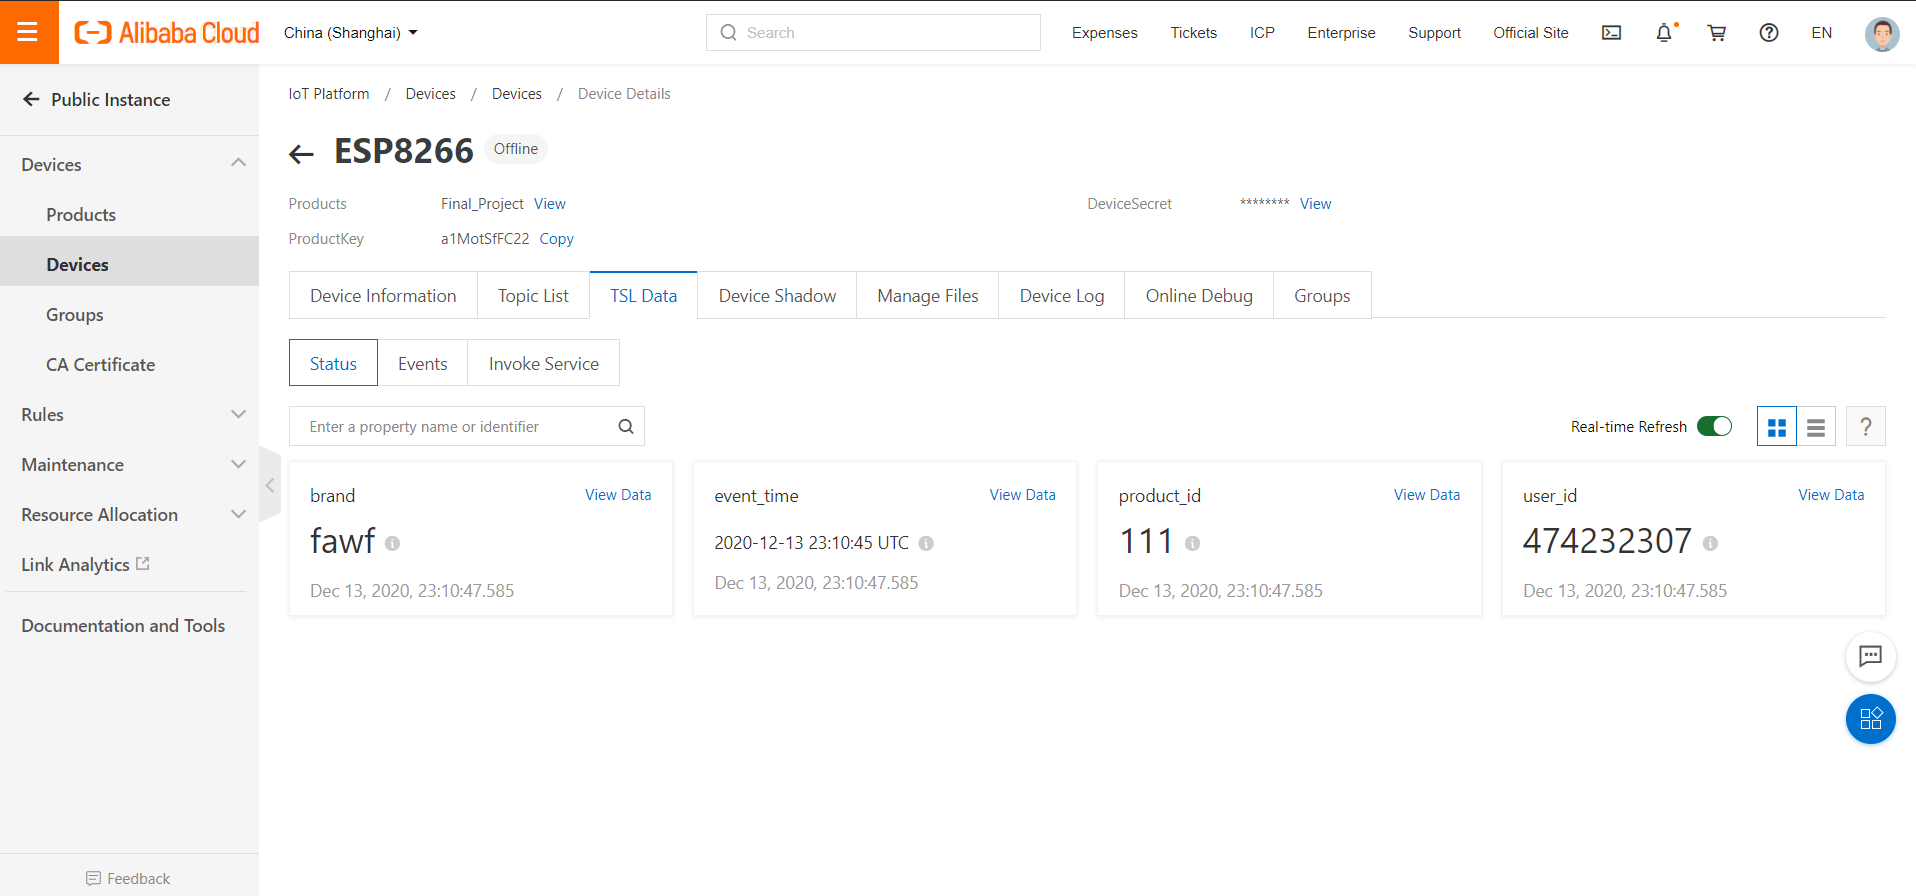 Alibaba Cloud
China (Shanghai)
Search
Expenses
Tickets
ICP
Enterprise
Support
Official Site
EN
Public Instance
Devices
Products
Devices
Groups
CA Certificate
Rules
Maintenance
Resource Allocation
Link Analytics
Documentation and Tools
Feedback
IoT Platform / Devices / Devices / Device Details
ESP8266 Offline
Products Final_Project View
DeviceSecret ******** View
ProductKey a1MotSfFC22 Copy
Device Information
Topic List
TSL Data
Device Shadow
Manage Files
Device Log
Online Debug
Groups
Status
Events
Invoke Service
Enter a property name or identifier
Real-time Refresh
?
brand View Data
fawf
Dec 13, 2020, 23:10:47.585
event_time View Data
2020-12-13 23:10:45 UTC
Dec 13, 2020, 23:10:47.585
product_id View Data
111
Dec 13, 2020, 23:10:47.585
user_id View Data
474232307
Dec 13, 2020, 23:10:47.585